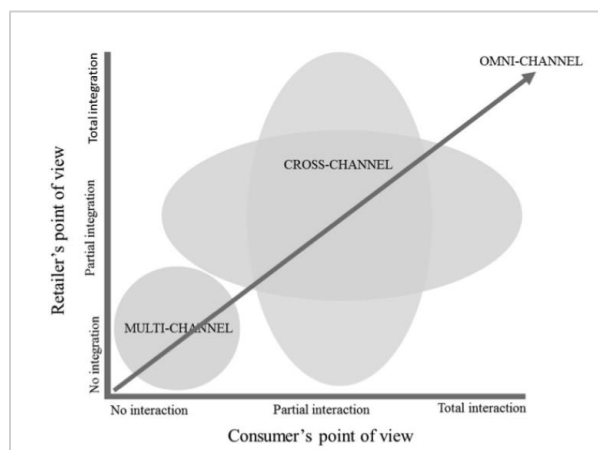 OMNI-CHANNEL
CROSS-CHANNEL
MULTI-CHANNEL
Retailer's point of view
Total integration
Partial integration
No integration
No interaction
Partial interaction
Total interaction
Consumer's point of view